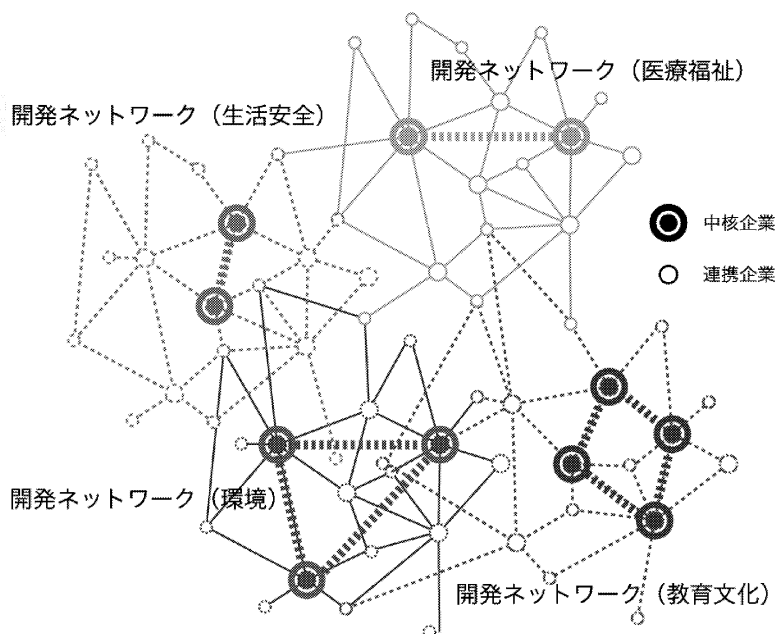 開発ネットワーク（医療福祉）
開発ネットワーク（生活安全）
中核企業
連携企業
開発ネットワーク（環境）
開発ネットワーク（教育文化）